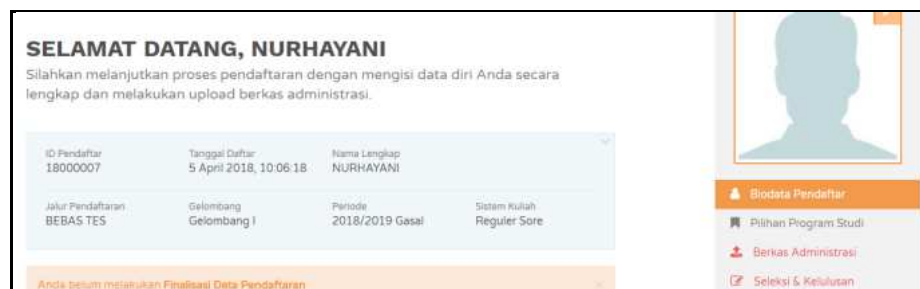 SELAMAT DATANG, NURHAYANI
Silahkan melanjutkan proses pendaftaran dengan mengisi data diri Anda secara
lengkap dan melakukan upload berkas administrasi.
ID Pendaftar Tanggal Daftar Nama Lengkap
18000007 5 April 2018, 10:06:18 NURHAYANI
Jalur Pendaftaran Gelombang Periode Sistem Kuliah
BEBAS TES Gelombang I 2018/2019 Gasal Reguler Sore
Anda belum melakukan Finalisasi Data Pendaftaran
Biodata Pendaftar
Pilihan Program Studi
Berkas Administrasi
Seleksi & Kelulusan